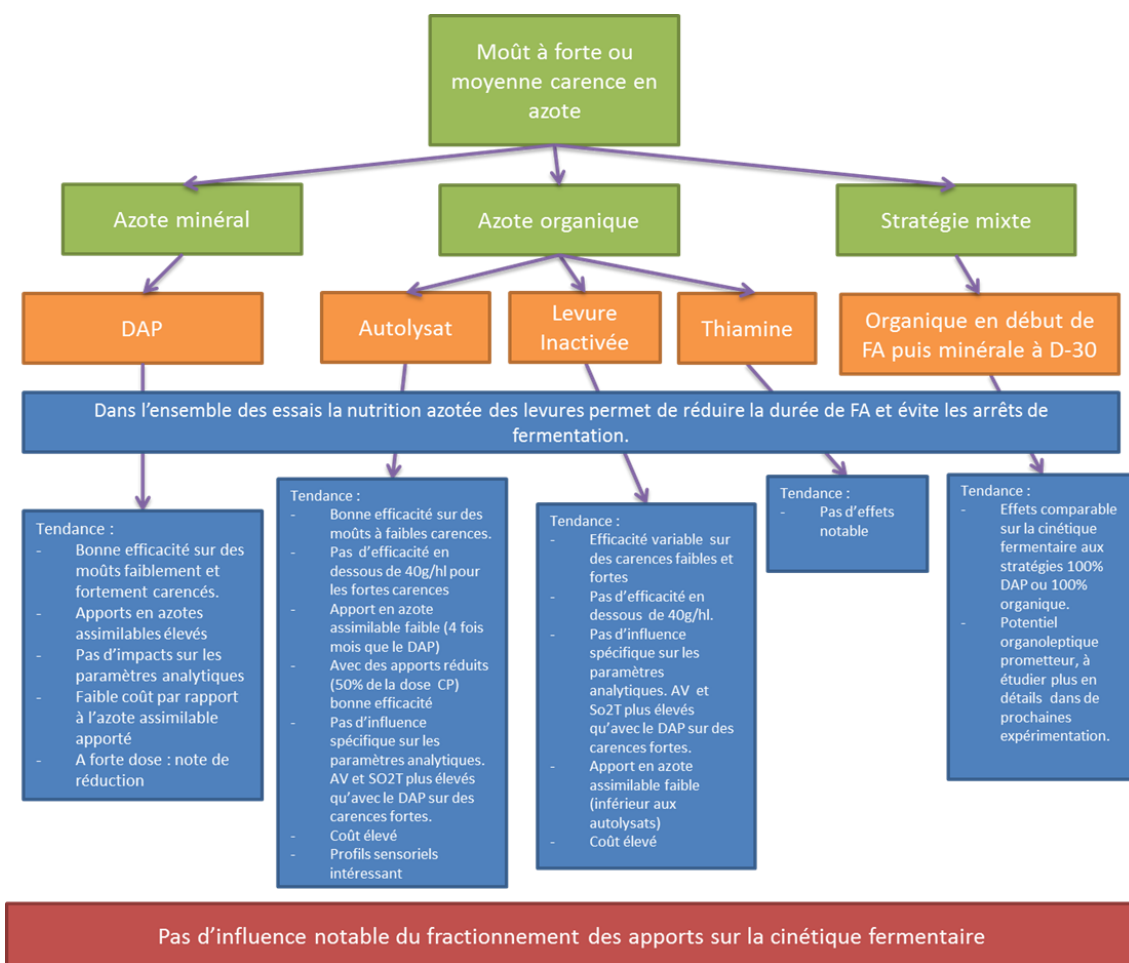 Moût à forte ou
moyenne carence en
azote
Azote minéral
Azote organique
Stratégie mixte
DAP
Autolysat
Levure
Inactivée
Thiamine
Organique en début de
FA puis minérale à D-30
Dans l'ensemble des essais la nutrition azotée des levures permet de réduire la durée de FA et évite les arrêts de
fermentation.
Tendance :
- Bonne efficacité sur des
moûts faiblement et
fortement carencés.
- Apports en azotes
assimilables élevés
- Pas d'impacts sur les
paramètres analytiques
- Faible coût par rapport
à l'azote assimilable
apporté
- A forte dose : note de
réduction
Tendance :
- Bonne efficacité sur des
moûts à faibles carences.
- Pas d'efficacité en
dessous de 40g/hl pour
les fortes carences
- Apport en azote
assimilable faible (4 fois
mois que le DAP)
- Avec des apports réduits
(50% de la dose CP)
bonne efficacité
- Pas d'influence
spécifique sur les
paramètres analytiques.
AV et SO2T plus élevés
qu'avec le DAP sur des
carences fortes.
- Coût élevé
- Profils sensoriels
intéressant
Tendance :
- Efficacité variable sur
des carences faibles et
fortes
- Pas d'efficacité en
dessous de 40g/hl.
- Pas d'influence
spécifique sur les
paramètres
analytiques. AV et
So2T plus élevés
qu'avec le DAP sur des
carences fortes.
- Apport en azote
assimilable faible
(inférieur aux
autolysats)
- Coût élevé
Tendance :
- Pas d'effets
notable
Tendance :
- Effets comparable
sur la cinétique
fermentaire aux
stratégies 100%
DAP ou 100%
organique.
- Potentiel
organoleptique
prometteur, à
étudier plus en
détails dans de
prochaines
expérimentation.
Pas d'influence notable du fractionnement des apports sur la cinétique fermentaire